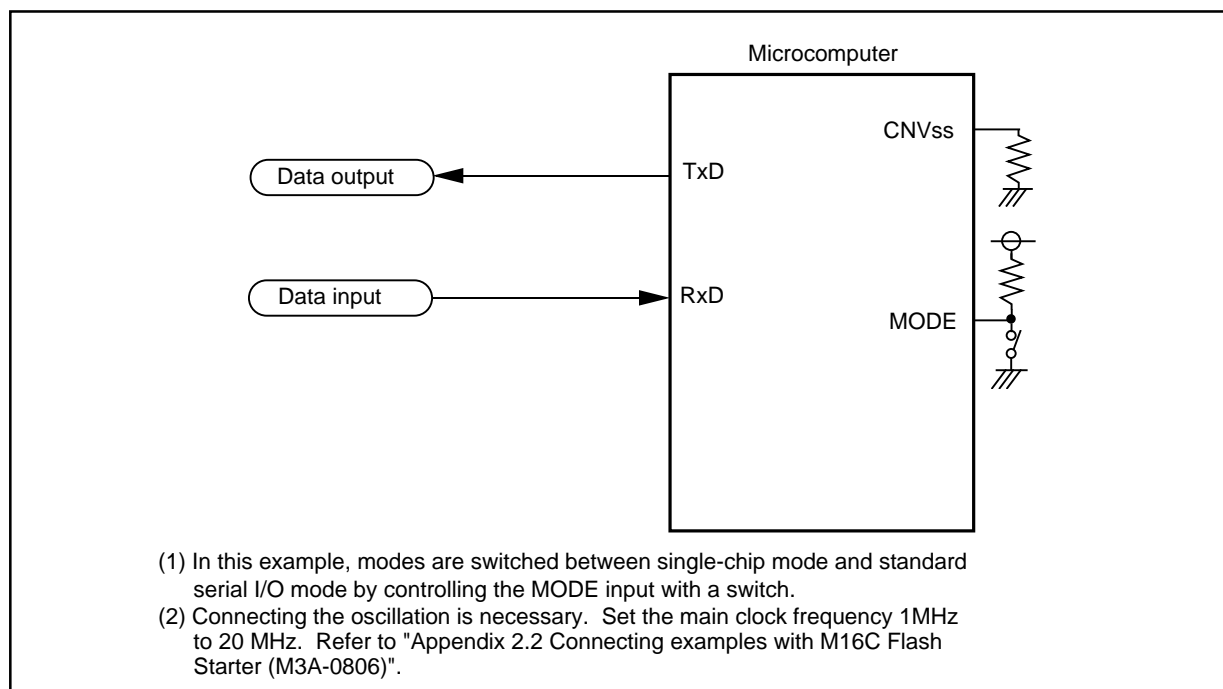 Microcomputer
CNVss
Data output
TxD
Data input
RxD
MODE
(1) In this example, modes are switched between single-chip mode and standard
serial I/O mode by controlling the MODE input with a switch.
(2) Connecting the oscillation is necessary. Set the main clock frequency 1MHz
to 20 MHz. Refer to "Appendix 2.2 Connecting examples with M16C Flash
Starter (M3A-0806)".